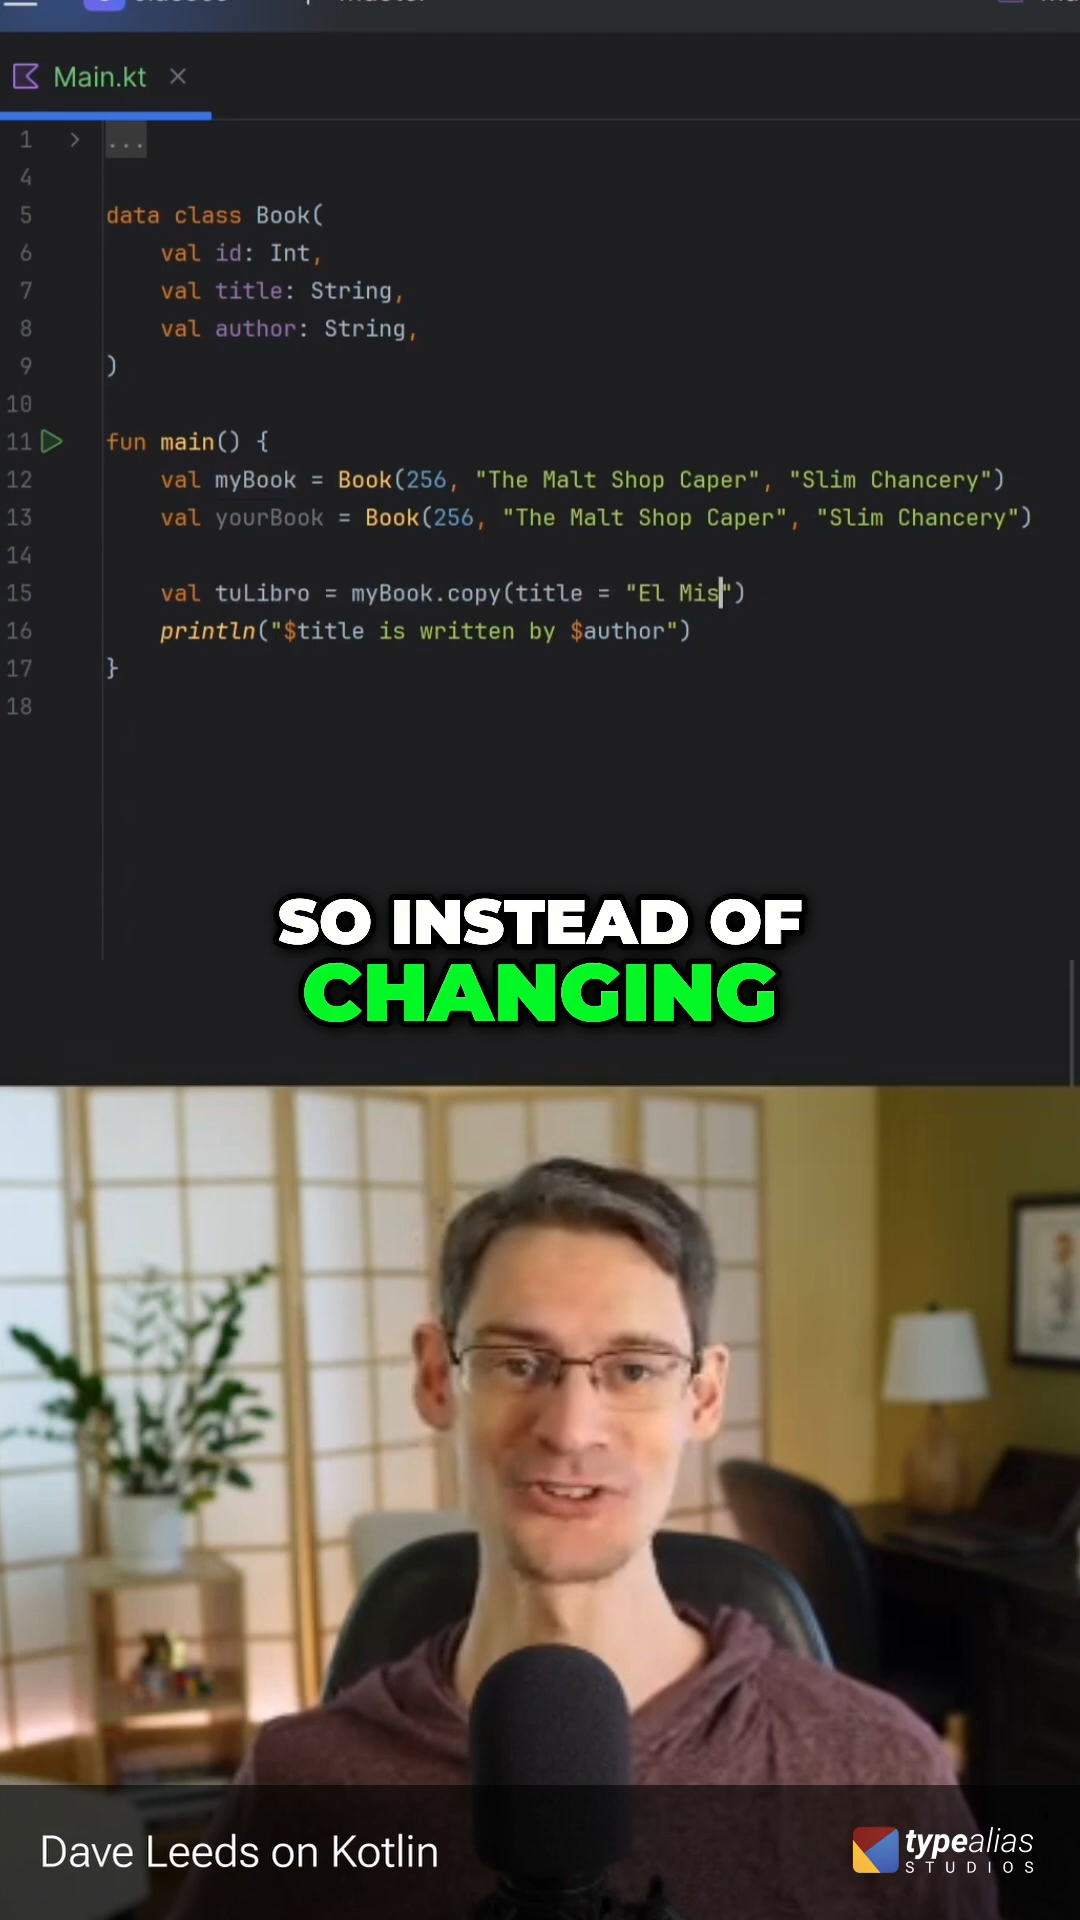 Main.kt
1 ...
4
5 data class Book(
6 val id: Int,
7 val title: String,
8 val author: String,
9 )
10
11 fun main() {
12 val myBook = Book(256, "The Malt Shop Caper", "Slim Chancery")
13 val yourBook = Book(256, "The Malt Shop Caper", "Slim Chancery")
14
15 val tuLibro = myBook.copy(title = "El Mis")
16 println("$title is written by $author")
17 }
18
SO INSTEAD OF
CHANGING
Dave Leeds on Kotlin
typealias
STUDIOS